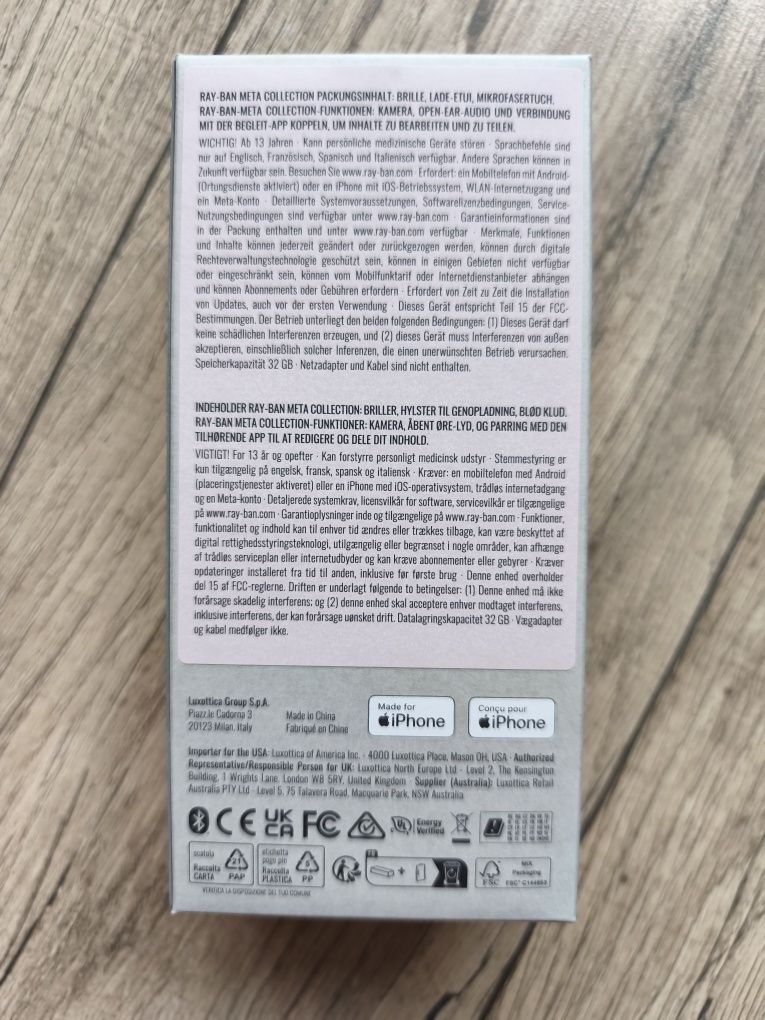 RAY-BAN META COLLECTION PACKUNGSINHALT: BRILLE, LADE-ETUI, MIKROFASERTUCH.
RAY-BAN-META COLLECTION-FUNKTIONEN: KAMERA, OPEN-EAR-AUDIO UND VERBINDUNG
MIT DER BEGLEIT-APP KOPPELN, UM INHALTE ZU BEARBEITEN UND ZU TEILEN.
WICHTIG! Ab 13 Jahren · Kann persönliche medizinische Geräte stören · Sprachbefehle sind
nur auf Englisch, Französisch, Spanisch und Italienisch verfügbar. Andere Sprachen können in
Zukunft verfügbar sein. Besuchen Sie www.ray-ban.com · Erfordert: ein Mobiltelefon mit Android-
(Ortungsdienste aktiviert) oder en iPhone mit iOS-Betriebssystem, WLAN-Internetzugang und
ein Meta-Konto · Detaillierte Systemvoraussetzungen, Softwarelizenzbedingungen, Service-
Nutzungsbedingungen sind verfügbar unter www.ray-ban.com · Garantieinformationen sind
in der Packung enthalten und unter www.ray-ban.com verfügbar · Merkmale, Funktionen
und Inhalte können jederzeit geändert oder zurückgezogen werden, können durch digitale
Rechteverwaltungstechnologie geschützt sein, können in einigen Gebieten nicht verfügbar
oder eingeschränkt sein, können vom Mobilfunktarif oder Internetdienstanbieter abhängen
und können Abonnements oder Gebühren erfordern · Erfordert von Zeit zu Zeit die Installation
von Updates, auch vor der ersten Verwendung · Dieses Gerät entspricht Teil 15 der FCC-
Bestimmungen. Der Betrieb unterliegt den beiden folgenden Bedingungen: (1) Dieses Gerät darf
keine schädlichen Interferenzen erzeugen, und (2) dieses Gerät muss Interferenzen von außen
akzeptieren, einschließlich solcher Inferenzen, die einen unerwünschten Betrieb verursachen.
Speicherkapazität 32 GB · Netzadapter und Kabel sind nicht enthalten.
INDEHOLDER RAY-BAN META COLLECTION: BRILLER, HYLSTER TIL GENOPLADNING, BLØD KLUD.
RAY-BAN META COLLECTION-FUNKTIONER: KAMERA, ÅBENT ØRE-LYD, OG PARRING MED DEN
TILHØRENDE APP TIL AT REDIGERE OG DELE DIT INDHOLD.
VIGTIGT! For 13 år og opefter · Kan forstyrre personligt medicinsk udstyr · Stemmestyring er
kun tilgængelig på engelsk, fransk, spansk og italiensk · Kræver: en mobiltelefon med Android
(placeringstjenester aktiveret) eller en iPhone med iOS-operativsystem, trådløs internetadgang
og en Meta-konto · Detaljerede systemkrav, licensvilkår for software, servicevilkår er tilgængelige
på www.ray-ban.com · Garantioplysninger inde og tilgængelige på www.ray-ban.com · Funktioner,
funktionalitet og indhold kan til enhver tid ændres eller trækkes tilbage, kan være beskyttet af
digital rettighedsstyringsteknologi, utilgængelig eller begrænset i nogle områder, kan afhænge
af trådløs serviceplan eller internetudbyder og kan kræve abonnementer eller gebyrer · Kræver
opdateringer installeret fra tid til anden, inklusive før første brug · Denne enhed overholder
del 15 af FCC-reglerne. Driften er underlagt følgende to betingelser: (1) Denne enhed må ikke
forårsage skadelig interferens; og (2) denne enhed skal acceptere enhver modtaget interferens,
inklusive interferens, der kan forårsage uønsket drift. Datalagringskapacitet 32 GB · Vægadapter
og kabel medfølger ikke.
Luxottica Group S.p.A.
Piazz.le Cadorna 3
20123 Milan, Italy
Made in China
Fabriqué en Chine
Made for
iPhone
Conçu pour
iPhone
Importer for the USA: Luxottica of America Inc. · 4000 Luxottica Place, Mason OH, USA · Authorized
Representative/Responsible Person for UK: Luxottica North Europe Ltd · Level 2, The Kensington
Building, 1 Wrights Lane, London W8 5RY, United Kingdom · Supplier (Australia): Luxottica Retail
Australia PTY Ltd · Level 5, 75 Talavera Road, Macquarie Park, NSW Australia
CE UK CA FC UL Energy Verified
scatola
Raccolta
CARTA
21
PAP
etichetta
pogo pin
Raccolta
PLASTICA
5
PP
FR
+
FSC
MIX
Packaging
VERIFICA LA DISPOSIZIONE DEL TUO COMUNE